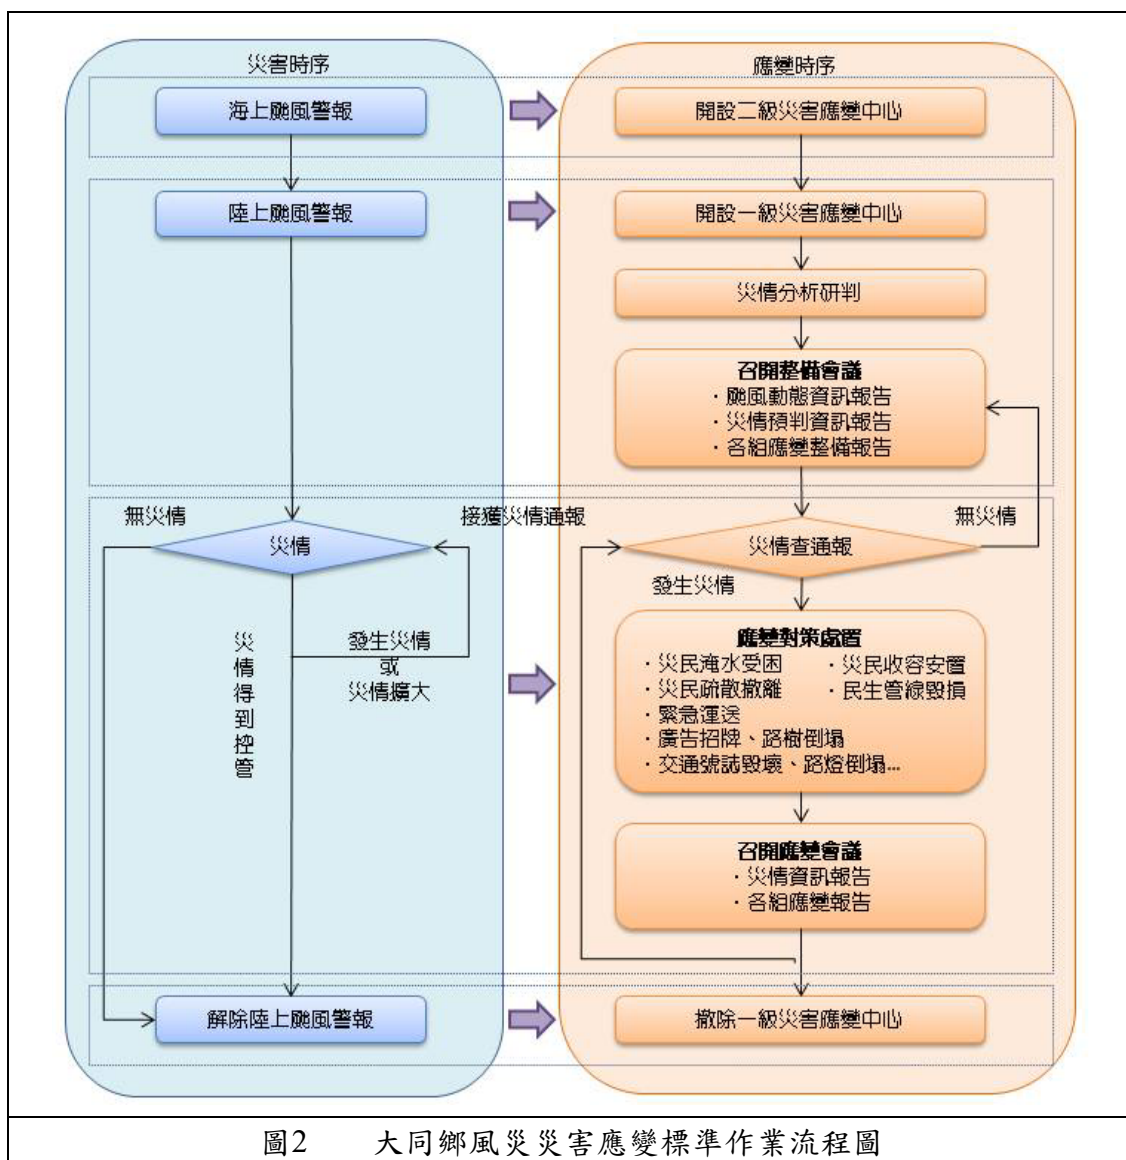 災害時序
應變時序
海上颱風警報
開設二級災害應變中心
陸上颱風警報
開設一級災害應變中心
災情分析研判
召開整備會議
・颱風動態資訊報告
・災情預判資訊報告
・各組應變整備報告
無災情
接獲災情通報
無災情
災情
災情查通報
發生災情
災情得到控管
發生災情
或
災情擴大
應變對策處置
・災民淹水受困
・災民收容安置
・災民疏散撤離
・民生管線毀損
・緊急運送
・廣告招牌、路樹倒塌
・交通號誌毀壞、路燈倒塌...
召開應變會議
・災情資訊報告
・各組應變報告
解除陸上颱風警報
撤除一級災害應變中心
圖2 大同鄉風災災害應變標準作業流程圖